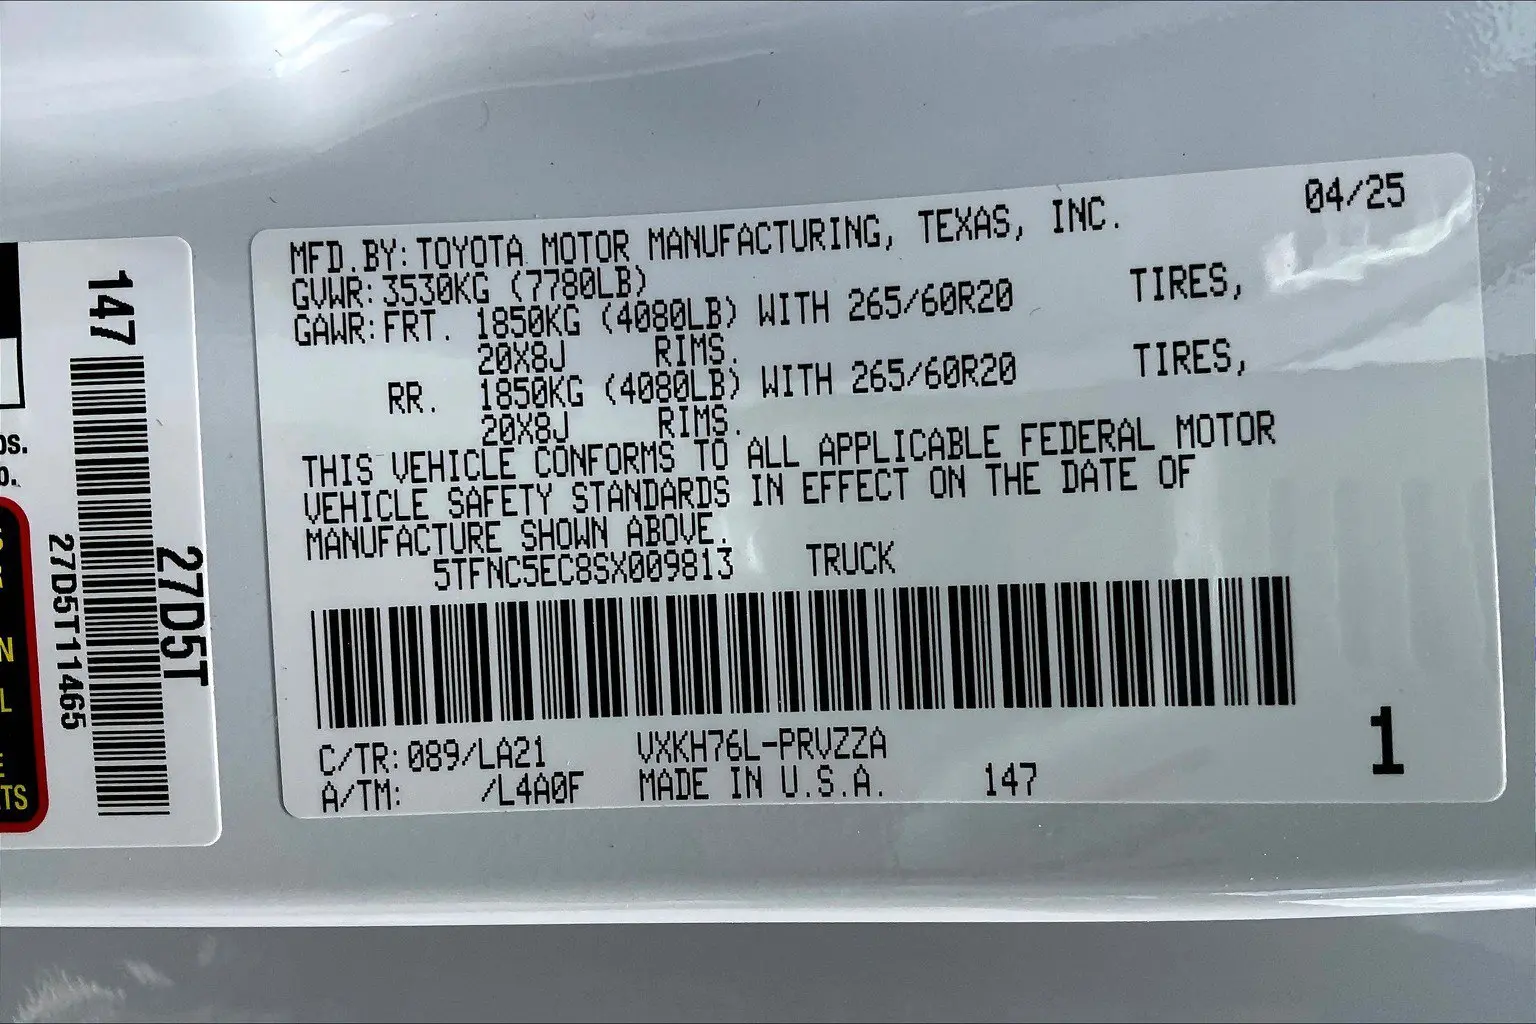 147
27D5T
27D5T11465
MFD.BY:TOYOTA MOTOR MANUFACTURING, TEXAS, INC. 04/25
GVWR:3530KG (7780LB)
GAWR:FRT. 1850KG (4080LB) WITH 265/60R20 TIRES,
20X8J RIMS.
RR. 1850KG (4080LB) WITH 265/60R20 TIRES,
20X8J RIMS.
THIS VEHICLE CONFORMS TO ALL APPLICABLE FEDERAL MOTOR
VEHICLE SAFETY STANDARDS IN EFFECT ON THE DATE OF
MANUFACTURE SHOWN ABOVE.
5TFNC5EC8SX009813 TRUCK
C/TR:089/LA21 VXKH76L-PRVZZA
A/TM: /L4A0F MADE IN U.S.A. 147
1